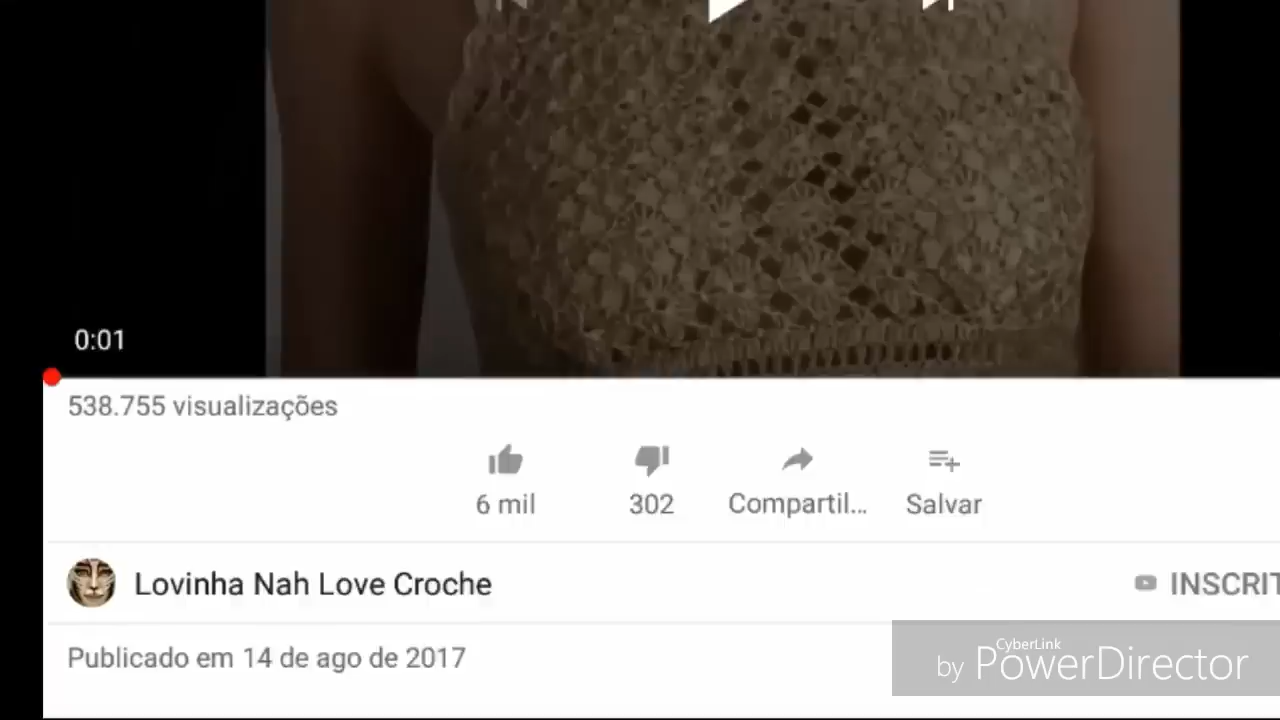 0:01
538.755 visualizações
6 mil
302
Compartil...
Salvar
Lovinha Nah Love Croche
INSCRIT
Publicado em 14 de ago de 2017
CyberLink
by PowerDirector